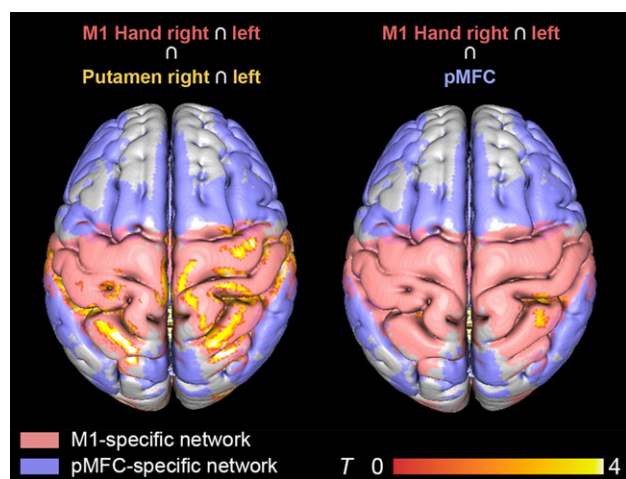 M1 Hand right ∩ left
∩
Putamen right ∩ left
M1 Hand right ∩ left
∩
pMFC
M1-specific network
pMFC-specific network
T 0 4